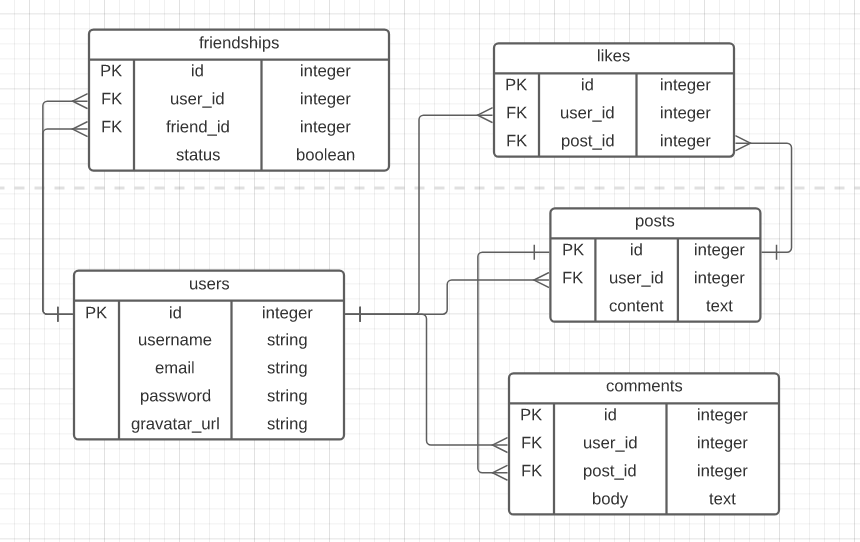 friendships
PK id integer
FK user_id integer
FK friend_id integer
status boolean
likes
PK id integer
FK user_id integer
FK post_id integer
posts
PK id integer
FK user_id integer
content text
users
PK id integer
username string
email string
password string
gravatar_url string
comments
PK id integer
FK user_id integer
FK post_id integer
body text